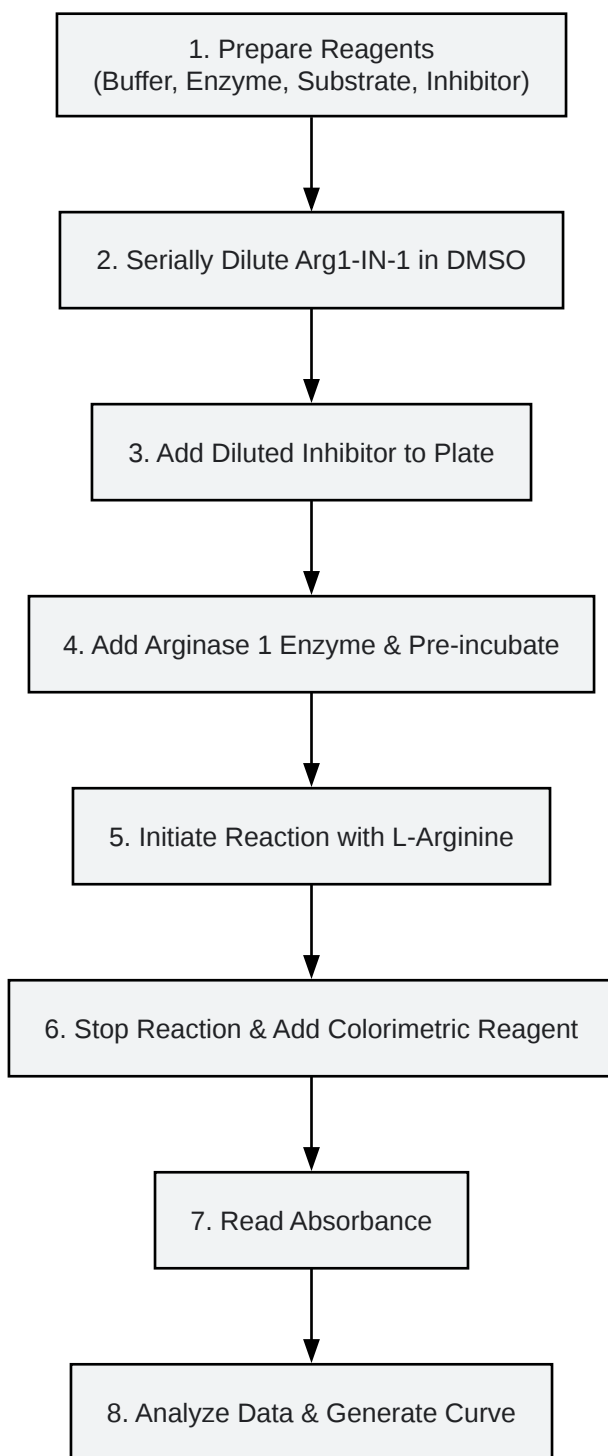 1. Prepare Reagents
(Buffer, Enzyme, Substrate, Inhibitor)
2. Serially Dilute Arg1-IN-1 in DMSO
3. Add Diluted Inhibitor to Plate
4. Add Arginase 1 Enzyme & Pre-incubate
5. Initiate Reaction with L-Arginine
6. Stop Reaction & Add Colorimetric Reagent
7. Read Absorbance
8. Analyze Data & Generate Curve